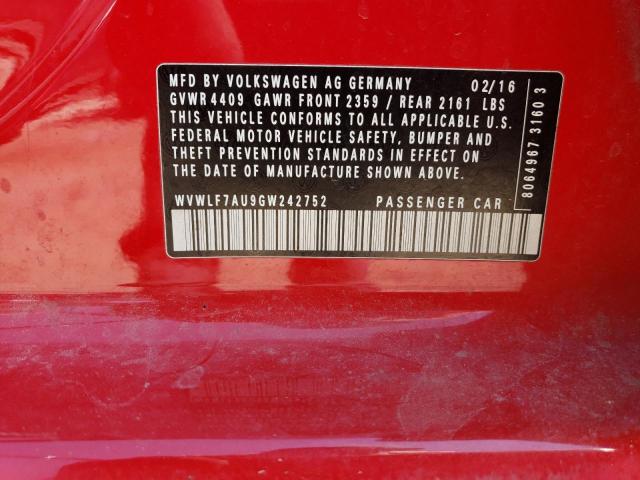 MFD BY VOLKSWAGEN AG GERMANY 02/16
GVWR 4409 GAWR FRONT 2359 / REAR 2161 LBS
THIS VEHICLE CONFORMS TO ALL APPLICABLE U.S.
FEDERAL MOTOR VEHICLE SAFETY, BUMPER AND
THEFT PREVENTION STANDARDS IN EFFECT ON
THE DATE OF MANUFACTURE SHOWN ABOVE.
WVWLF7AU9GW242752 PASSENGER CAR
8064967 3160 3